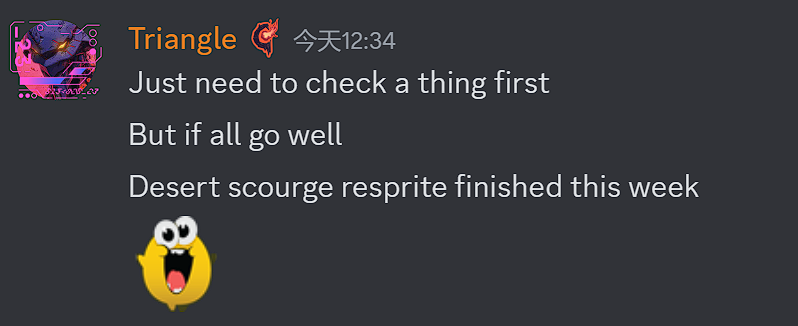 Triangle 今天12:34
Just need to check a thing first
But if all go well
Desert scourge resprite finished this week